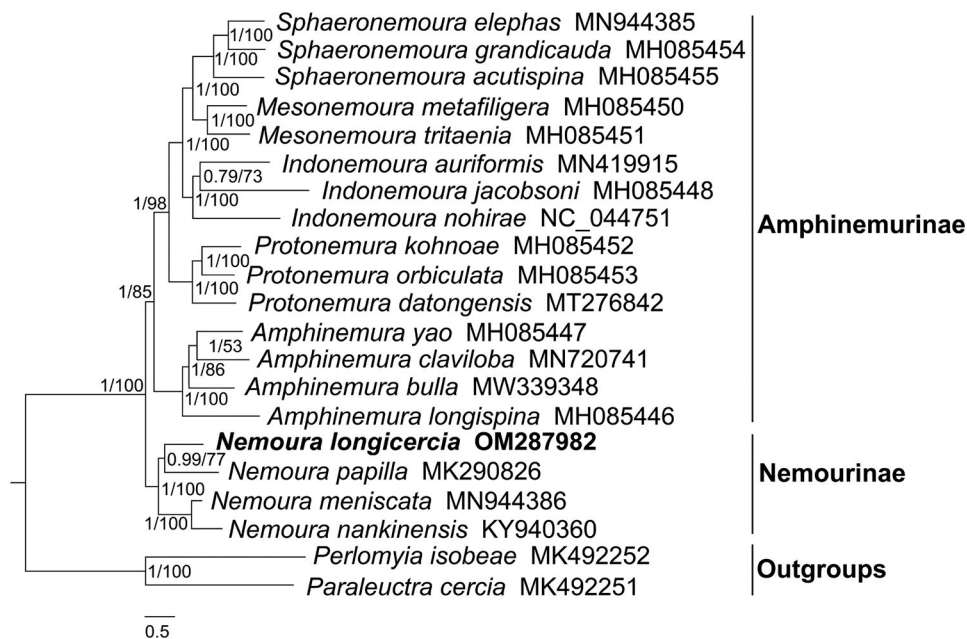 Sphaeronemoura elephas MN944385
1/100
Sphaeronemoura grandicauda MH085454
1/100
Sphaeronemoura acutispina MH085455
1/100
Mesonemoura metafiligera MH085450
1/100
Mesonemoura tritaenia MH085451
1/100
Indonemoura auriformis MN419915
0.79/73
Indonemoura jacobsoni MH085448
1/100
1/98
Indonemoura nohirae NC_044751
Amphinemurinae
Protonemura kohnoae MH085452
1/100
Protonemura orbiculata MH085453
1/100
1/85
Protonemura datongensis MT276842
Amphinemura yao MH085447
1/53
Amphinemura claviloba MN720741
1/86
1/100
Amphinemura bulla MW339348
1/100
Amphinemura longispina MH085446
Nemoura longicercia OM287982
0.99/77
Nemoura papilla MK290826
Nemourinae
1/100
Nemoura meniscata MN944386
1/100
Nemoura nankinensis KY940360
Perlomyia isobeae MK492252
1/100
Outgroups
Paraleuctra cercia MK492251
0.5